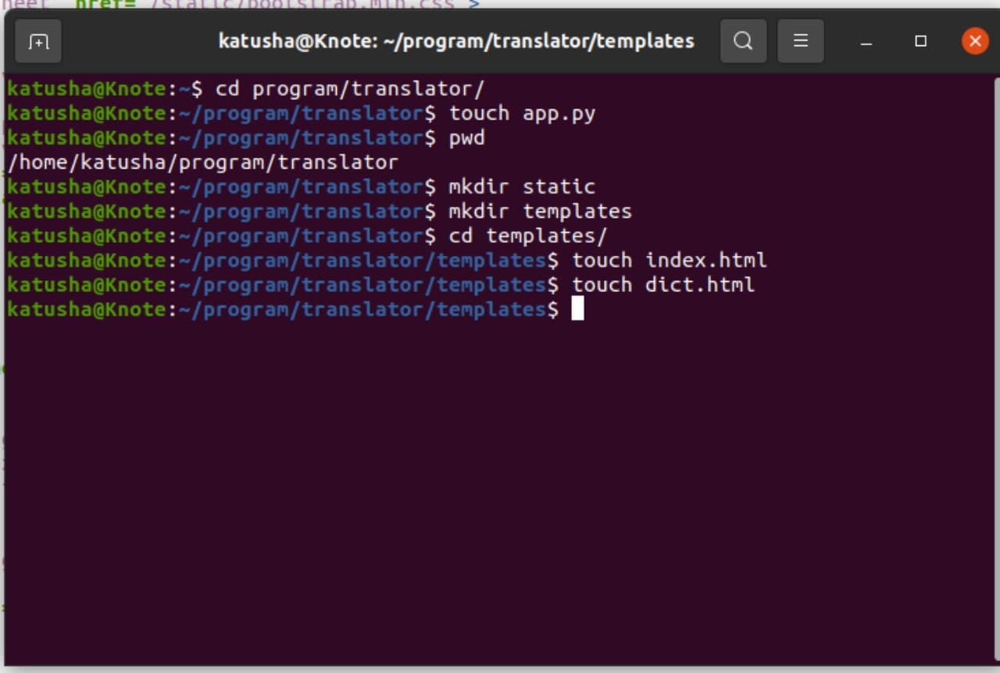 href="/static/bootstrap.min.css">
katusha@Knote: ~/program/translator/templates
katusha@Knote:~$ cd program/translator/
katusha@Knote:~/program/translator$ touch app.py
katusha@Knote:~/program/translator$ pwd
/home/katusha/program/translator
katusha@Knote:~/program/translator$ mkdir static
katusha@Knote:~/program/translator$ mkdir templates
katusha@Knote:~/program/translator$ cd templates/
katusha@Knote:~/program/translator/templates$ touch index.html
katusha@Knote:~/program/translator/templates$ touch dict.html
katusha@Knote:~/program/translator/templates$